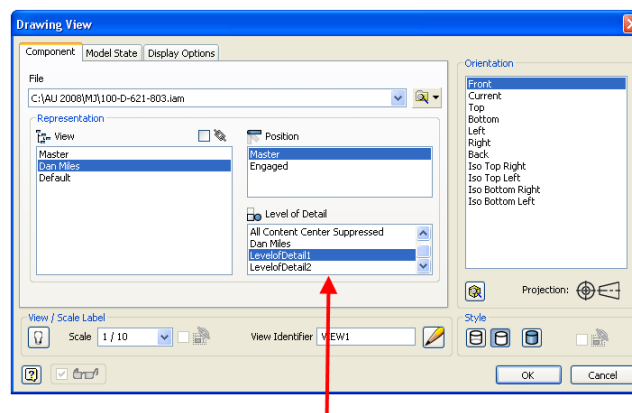 Drawing View
Component Model State Display Options
File
C:\AU 2008\MJ\100-D-621-803.iam
Representation
View
Master
Dan Miles
Default
Position
Master
Engaged
Level of Detail
All Content Center Suppressed
Dan Miles
LevelofDetail1
LevelofDetail2
Orientation
Front
Current
Top
Bottom
Left
Right
Back
Iso Top Right
Iso Top Left
Iso Bottom Right
Iso Bottom Left
Projection:
View / Scale Label
Scale 1 / 10
View Identifier VIEW1
Style
OK Cancel